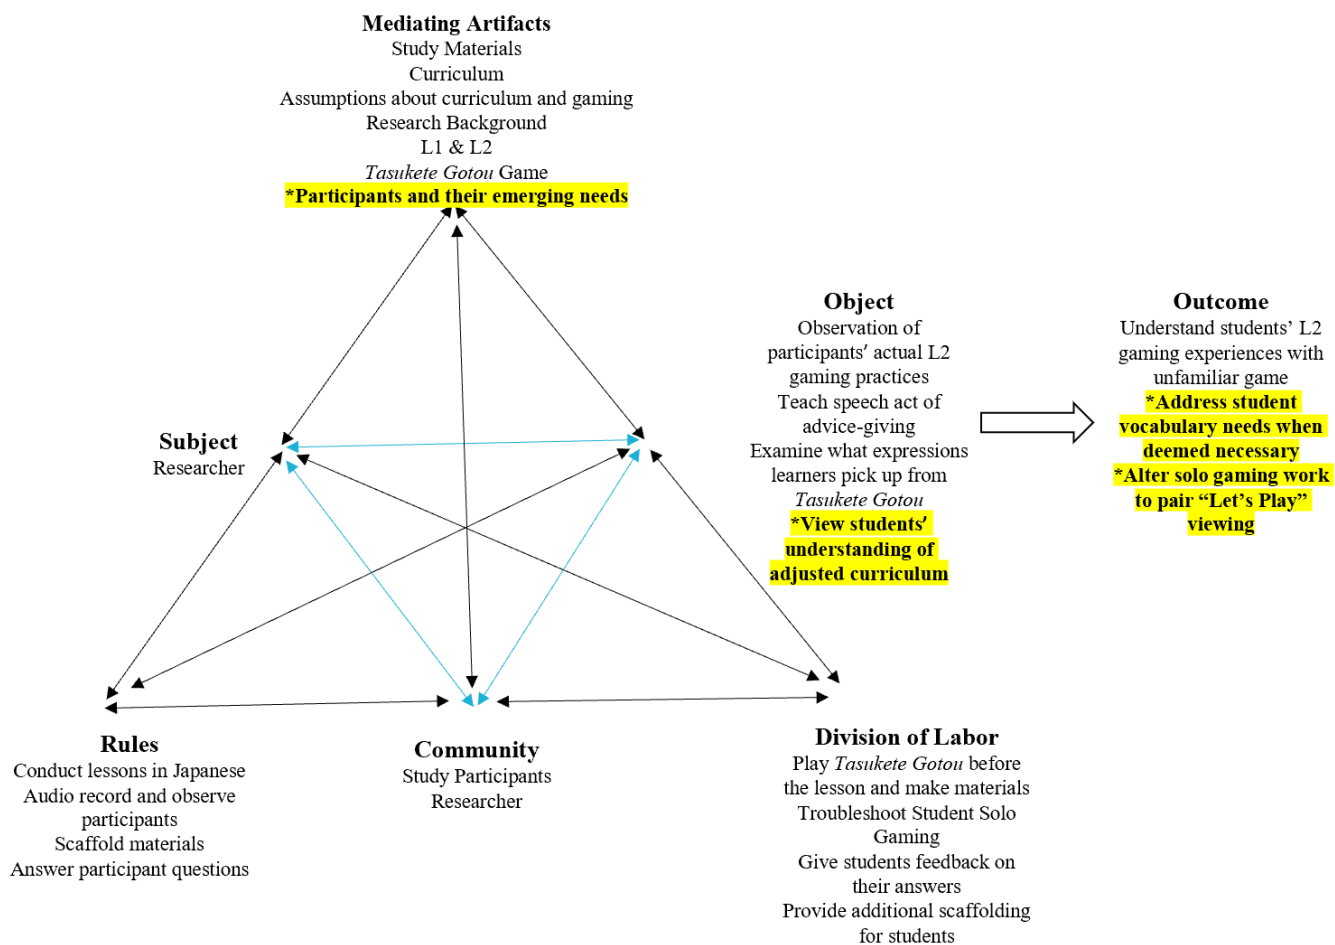 Mediating Artifacts
Study Materials
Curriculum
Assumptions about curriculum and gaming
Research Background
L1 & L2
Tasukete Gotou Game
*Participants and their emerging needs
Subject
Researcher
Object
Observation of
participants’ actual L2
gaming practices
Teach speech act of
advice-giving
Examine what expressions
learners pick up from
Tasukete Gotou
*View students’
understanding of
adjusted curriculum
Outcome
Understand students’ L2
gaming experiences with
unfamiliar game
*Address student
vocabulary needs when
deemed necessary
*Alter solo gaming work
to pair “Let’s Play”
viewing
Rules
Conduct lessons in Japanese
Audio record and observe
participants
Scaffold materials
Answer participant questions
Community
Study Participants
Researcher
Division of Labor
Play Tasukete Gotou before
the lesson and make materials
Troubleshoot Student Solo
Gaming
Give students feedback on
their answers
Provide additional scaffolding
for students